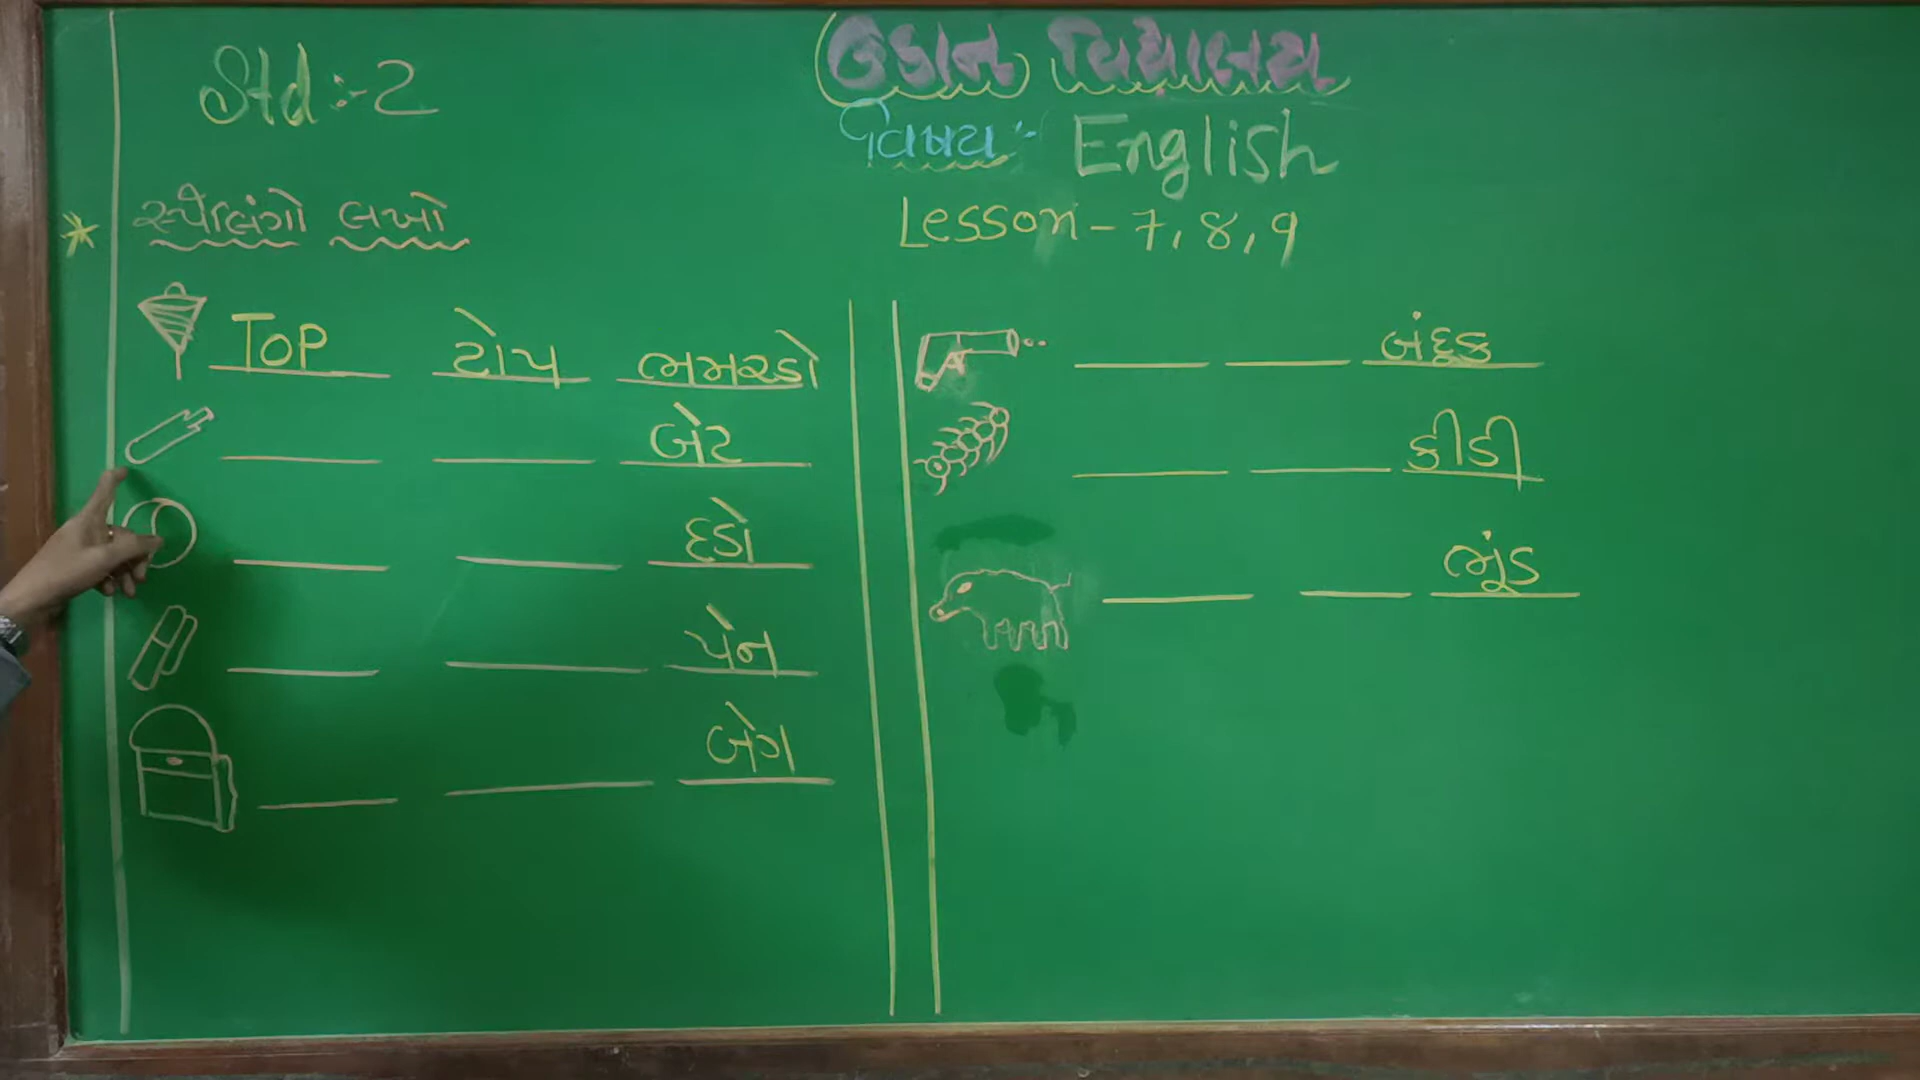 Std :- 2
ઉડાન વિદ્યાલય
વિષય :- English
સ્પેલિંગો લખો
Lesson - 7, 8, 9
TOP ટોપ ભમરડો
બેટ
દડો
પેન
બેગ
બંદૂક
કીડી
ભૂંડ